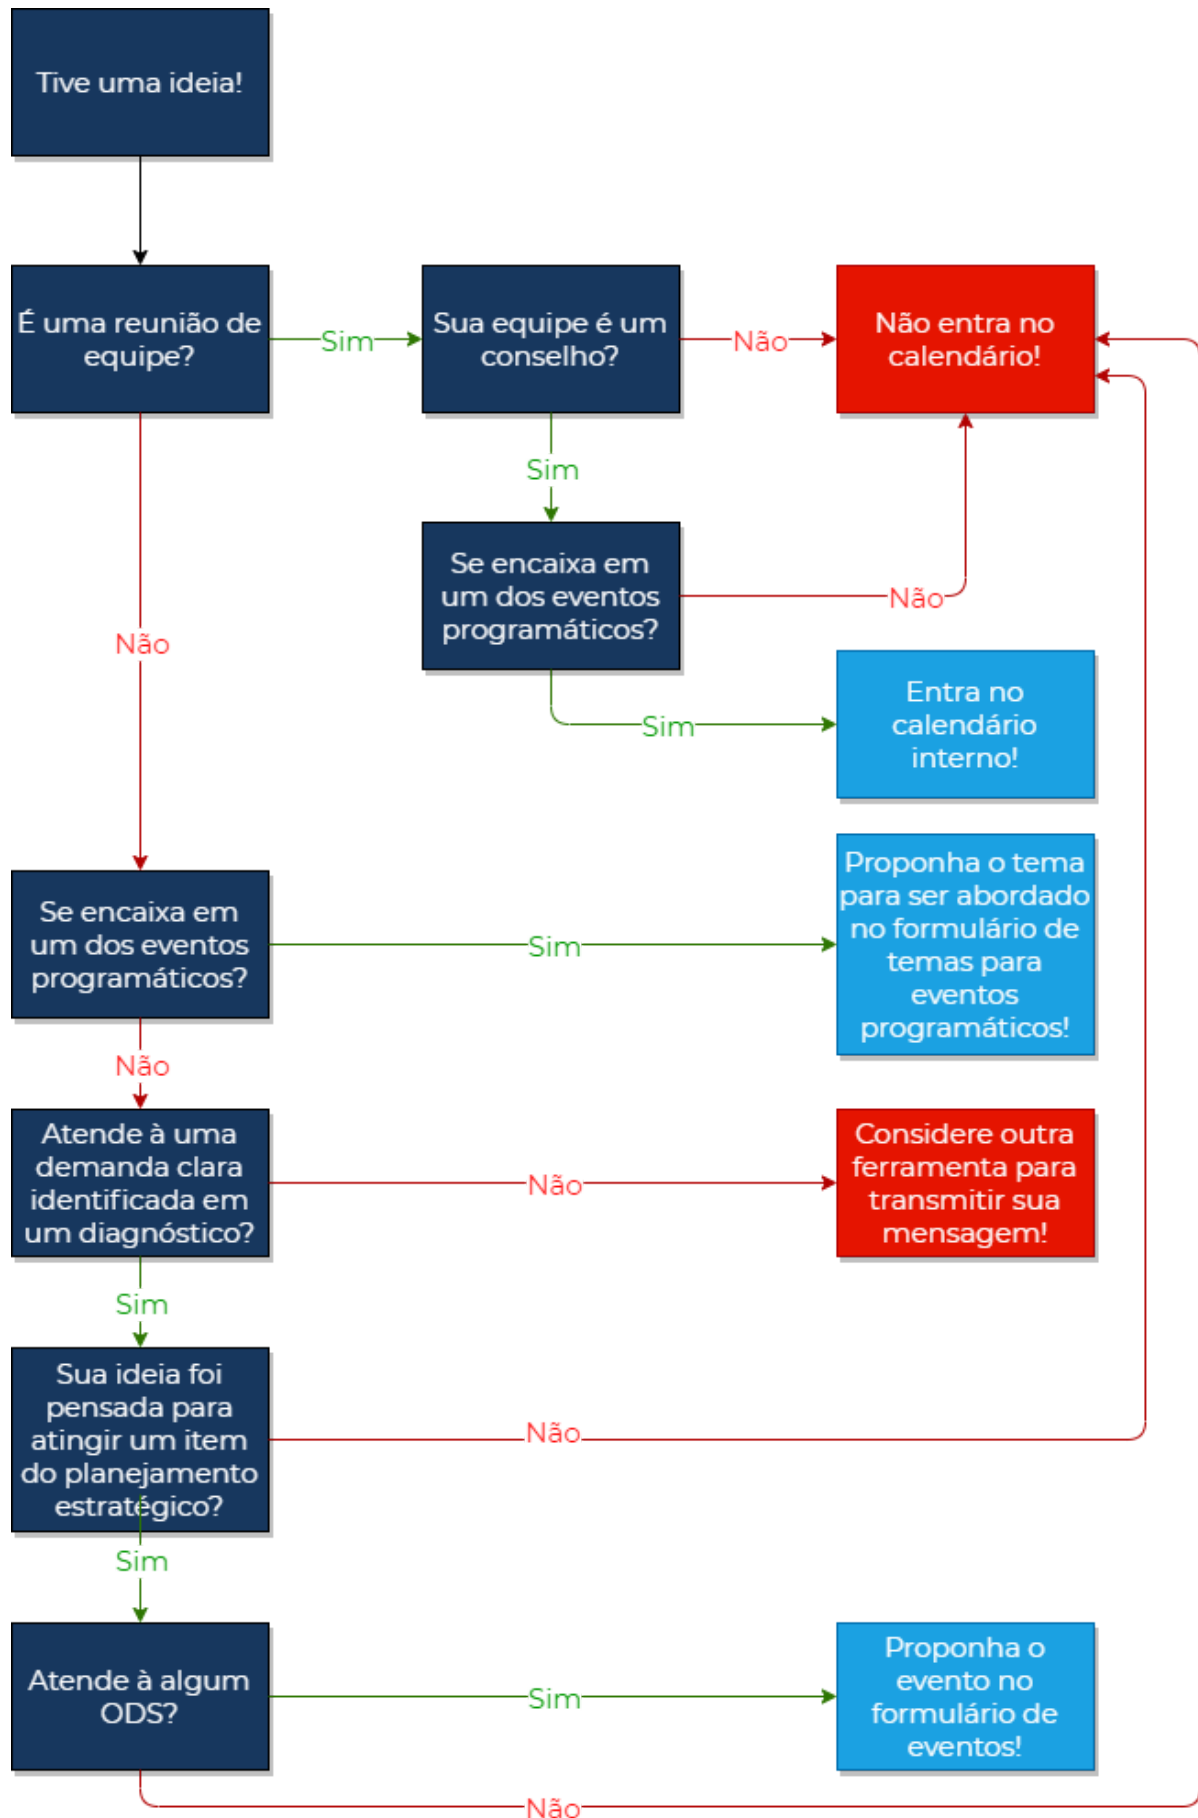 Tive uma ideia!
É uma reunião de
equipe?
Sim
Sua equipe é um
conselho?
Não
Não entra no
calendário!
Sim
Se encaixa em
um dos eventos
programáticos?
Não
Não
Entra no
calendário
interno!
Sim
Proponha o tema
para ser abordado
no formulário de
temas para
eventos
programáticos!
Se encaixa em
um dos eventos
programáticos?
Sim
Não
Atende à uma
demanda clara
identificada em
um diagnóstico?
Não
Considere outra
ferramenta para
transmitir sua
mensagem!
Sim
Sua ideia foi
pensada para
atingir um item
do planejamento
estratégico?
Não
Sim
Atende à algum
ODS?
Sim
Proponha o
evento no
formulário de
eventos!
Não